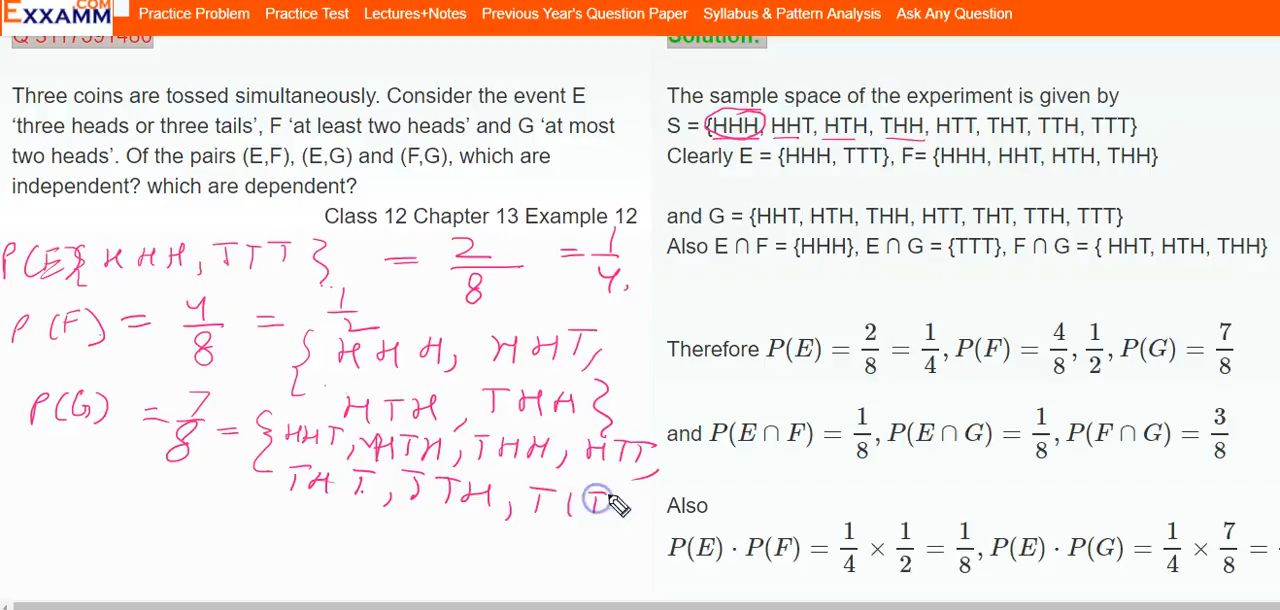 EXXAMM .COM
Practice Problem Practice Test Lectures+Notes Previous Year's Question Paper Syllabus & Pattern Analysis Ask Any Question
Solution:
Three coins are tossed simultaneously. Consider the event E
‘three heads or three tails’, F ‘at least two heads’ and G ‘at most
two heads’. Of the pairs (E,F), (E,G) and (F,G), which are
independent? which are dependent?
Class 12 Chapter 13 Example 12
P(E){HHH, TTT} = 2/8 = 1/4,
P(F) = 4/8 = 1/2
{HHH, HHT,
HTH, THH}
P(G) = 7/8 = {HHT, HTH, THH, HTT,
THT, TTH, TTT
The sample space of the experiment is given by
S = {HHH, HHT, HTH, THH, HTT, THT, TTH, TTT}
Clearly E = {HHH, TTT}, F= {HHH, HHT, HTH, THH}
and G = {HHT, HTH, THH, HTT, THT, TTH, TTT}
Also E ∩ F = {HHH}, E ∩ G = {TTT}, F ∩ G = { HHT, HTH, THH}
Therefore P(E) = 2/8 = 1/4, P(F) = 4/8, 1/2, P(G) = 7/8
and P(E ∩ F) = 1/8, P(E ∩ G) = 1/8, P(F ∩ G) = 3/8
Also
P(E) · P(F) = 1/4 × 1/2 = 1/8, P(E) · P(G) = 1/4 × 7/8 =